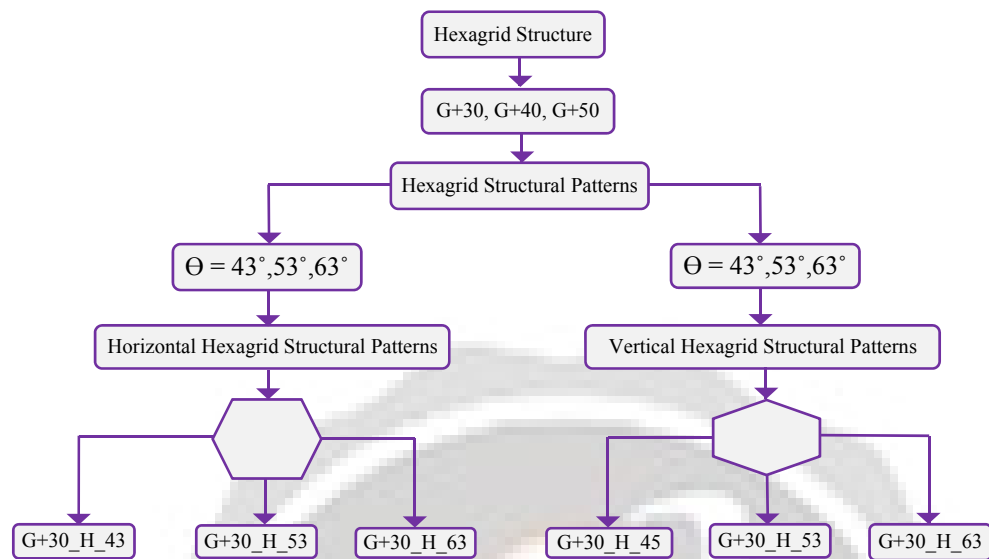 Hexagrid Structure
G+30, G+40, G+50
Hexagrid Structural Patterns
Ө = 43˚,53˚,63˚
Ө = 43˚,53˚,63˚
Horizontal Hexagrid Structural Patterns
Vertical Hexagrid Structural Patterns
G+30_H_43
G+30_H_53
G+30_H_63
G+30_H_45
G+30_H_53
G+30_H_63